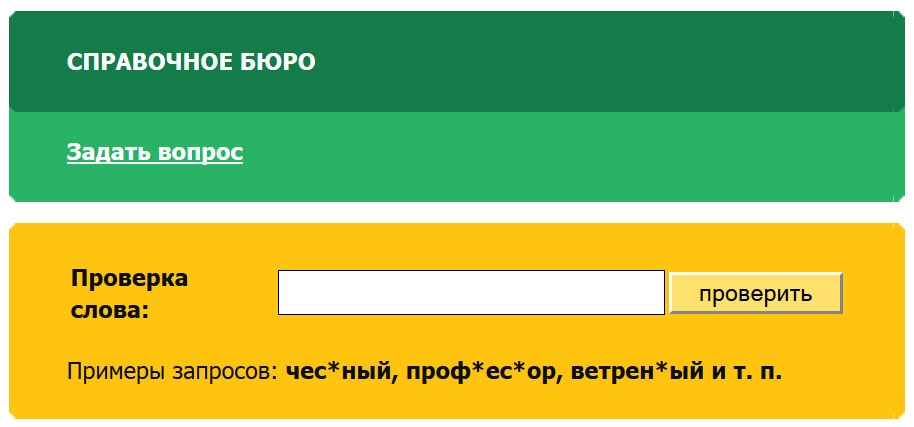 СПРАВОЧНОЕ БЮРО
Задать вопрос
Проверка
слова:
проверить
Примеры запросов: чес*ный, проф*ес*ор, ветрен*ый и т. п.